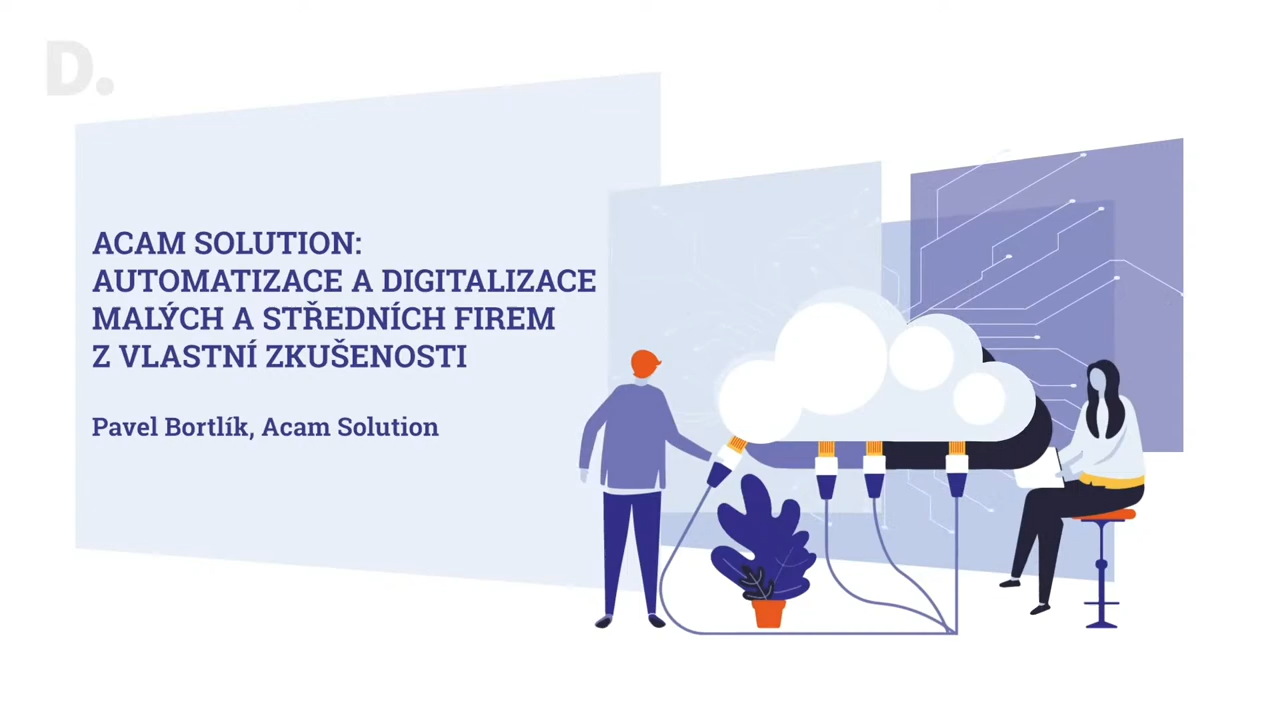 D.
ACAM SOLUTION:
AUTOMATIZACE A DIGITALIZACE
MALÝCH A STŘEDNÍCH FIREM
Z VLASTNÍ ZKUŠENOSTI
Pavel Bortlík, Acam Solution